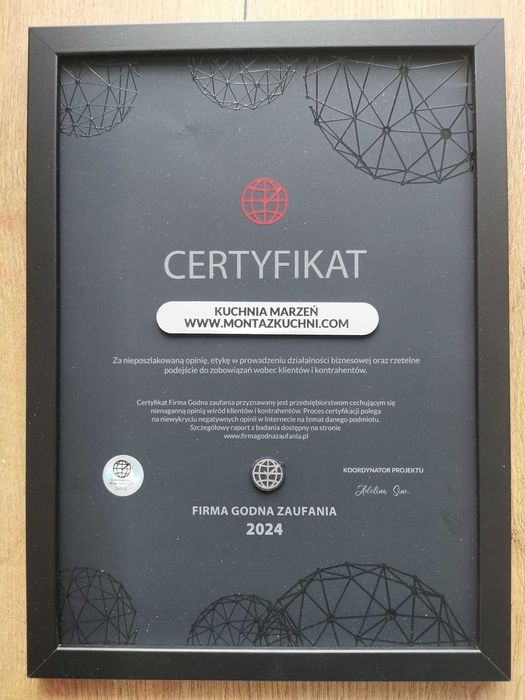 CERTYFIKAT
KUCHNIA MARZEŃ
WWW.MONTAZKUCHNI.COM
Za nieposzlakowaną opinię, etykę w prowadzeniu działalności biznesowej oraz rzetelne
podejście do zobowiązań wobec klientów i kontrahentów.
Certyfikat Firma Godna zaufania przyznawany jest przedsiębiorstwom cechującym się
nienaganną opinią wśród klientów i kontrahentów. Proces certyfikacji polega
na niewykryciu negatywnych opinii w Internecie na temat danego podmiotu.
Szczegółowy raport z badania dostępny na stronie
www.firmagodnazaufania.pl
KOORDYNATOR PROJEKTU
Adelina
FIRMA GODNA ZAUFANIA
2024